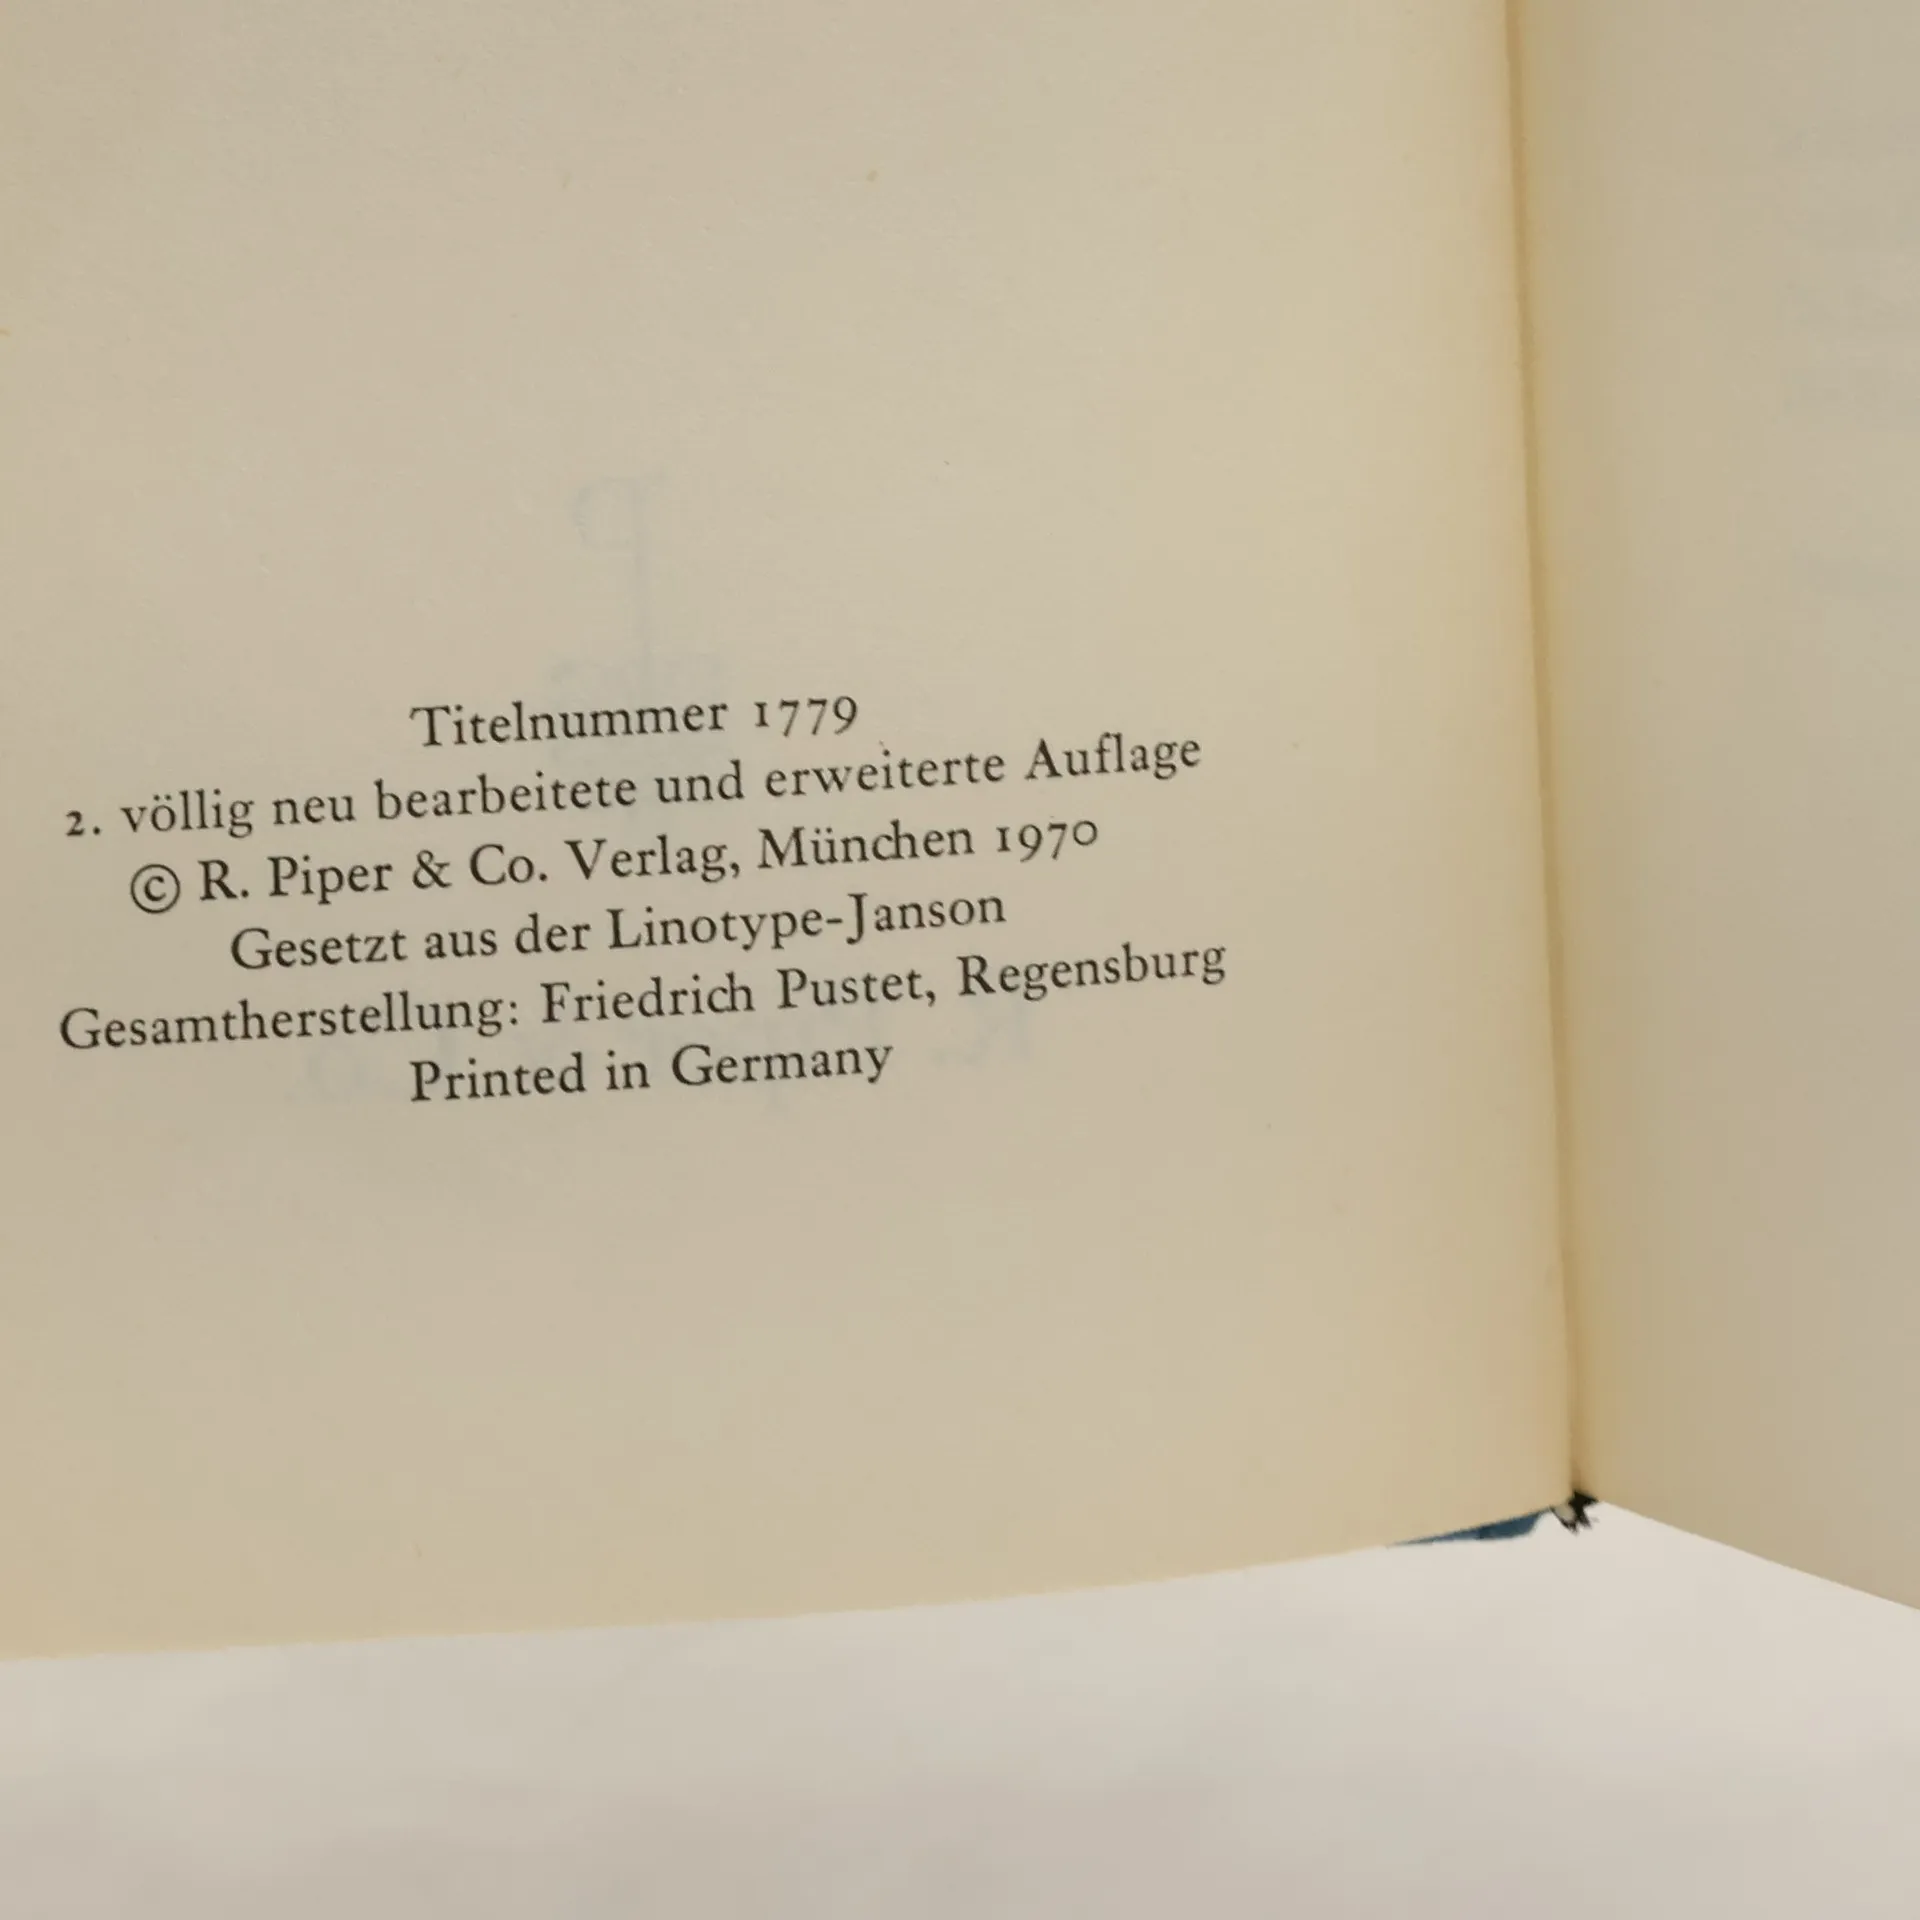 Titelnummer 1779
2. völlig neu bearbeitete und erweiterte Auflage
© R. Piper & Co. Verlag, München 1970
Gesetzt aus der Linotype-Janson
Gesamtherstellung: Friedrich Pustet, Regensburg
Printed in Germany